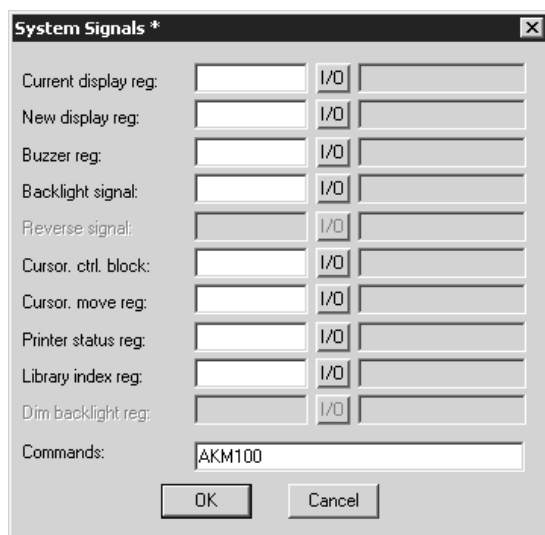 System Signals *
Current display reg: I/O
New display reg: I/O
Buzzer reg: I/O
Backlight signal: I/O
Reverse signal: I/O
Cursor. ctrl. block: I/O
Cursor. move reg: I/O
Printer status reg: I/O
Library index reg: I/O
Dim backlight reg: I/O
Commands: AKM100
OK Cancel